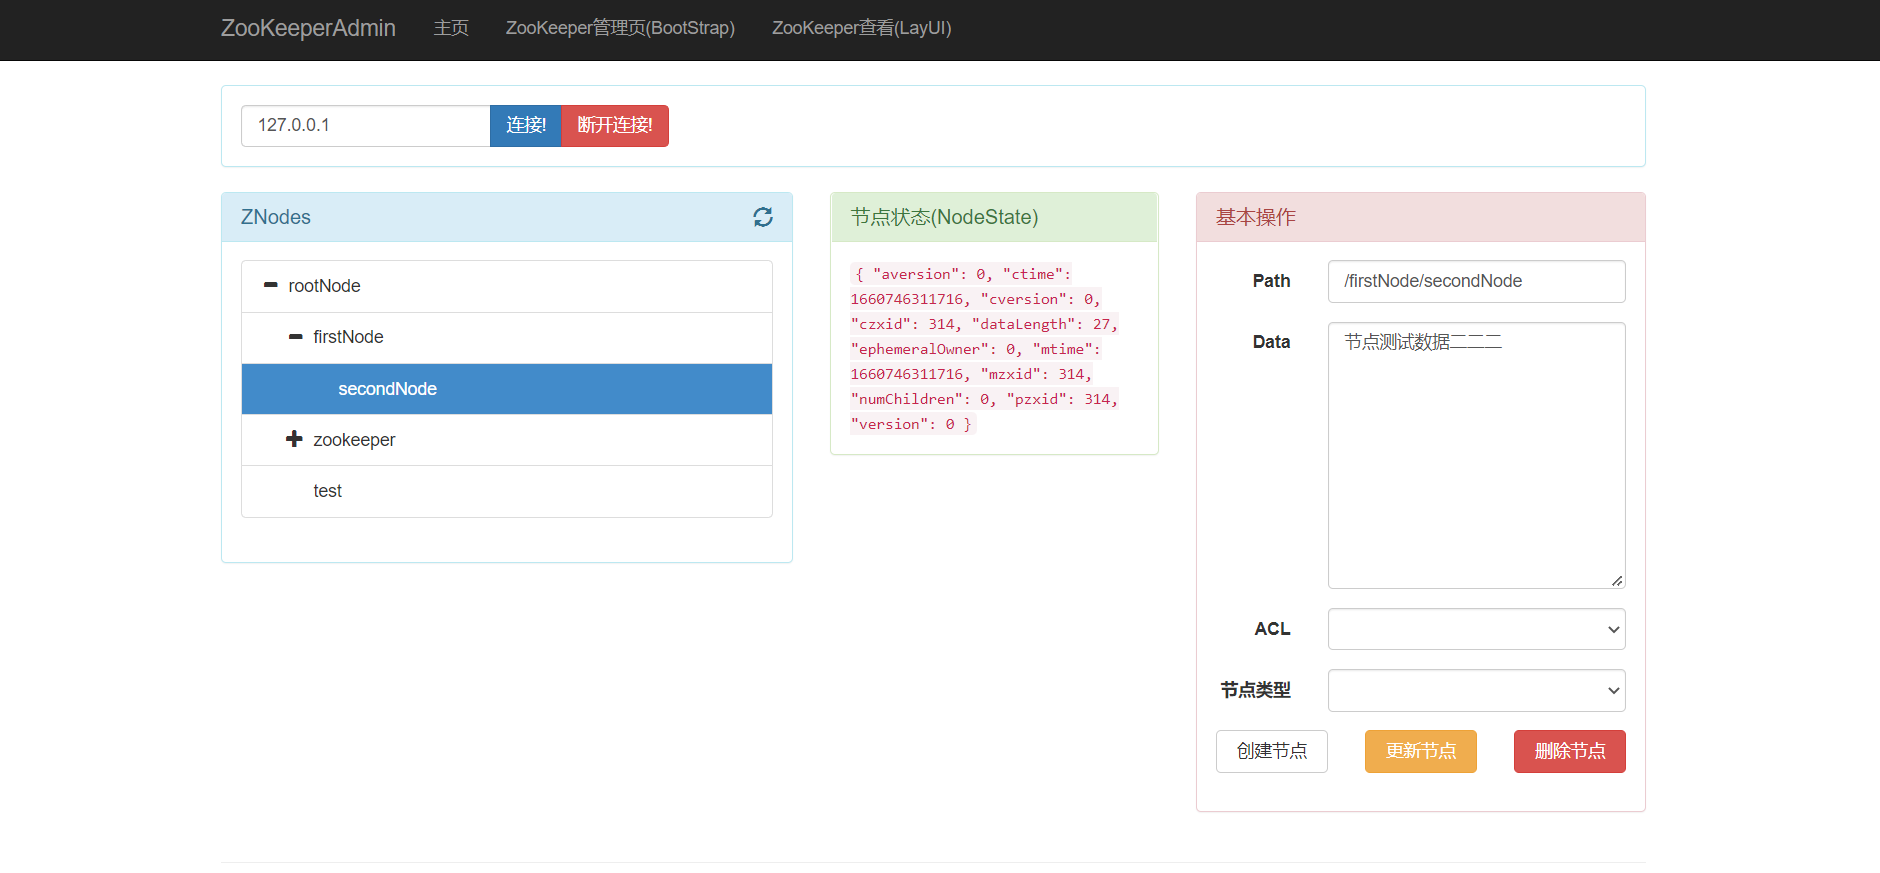 ZooKeeperAdmin 主页 ZooKeeper管理页(BootStrap) ZooKeeper查看(LayUI)
127.0.0.1 连接! 断开连接!
ZNodes
rootNode
firstNode
secondNode
zookeeper
test
节点状态(NodeState)
{ "aversion": 0, "ctime":
1660746311716, "cversion": 0,
"czxid": 314, "dataLength": 27,
"ephemeralOwner": 0, "mtime":
1660746311716, "mzxid": 314,
"numChildren": 0, "pzxid": 314,
"version": 0 }
基本操作
Path /firstNode/secondNode
Data 节点测试数据二二二
ACL
节点类型
创建节点 更新节点 删除节点